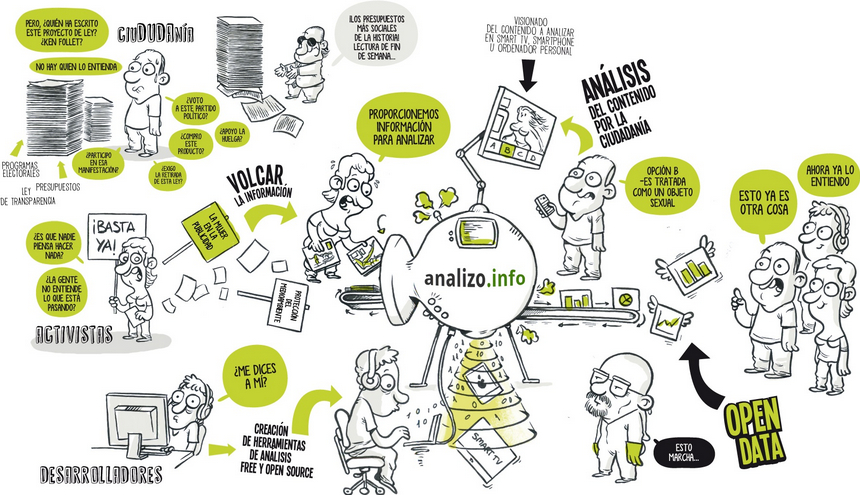 PERO, ¿QUIÉN HA ESCRITO
ESTE PROYECTO DE LEY?
¿KEN FOLLET?
CIUDUDANÍA
NO HAY QUIEN LO ENTIENDA
¿VOTO
A ESTE PARTIDO
POLÍTICO?
¿COMPRO
ESTE
PRODUCTO?
¿APOYO LA
HUELGA?
¿PARTICIPO
EN ESA
MANIFESTACIÓN?
¿EXIJO
LA RETIRADA
DE ESTA LEY?
PROGRAMAS
ELECTORALES
PRESUPUESTOS
LEY
DE TRANSPARENCIA
¡LOS PRESUPUESTOS
MÁS SOCIALES
DE LA HISTORIA!
LECTURA DE FIN
DE SEMANA...
VISIONADO
DEL CONTENIDO A ANALIZAR
EN SMART TV, SMARTPHONE
U ORDENADOR PERSONAL
A B C D
ANÁLISIS
DEL CONTENIDO
POR LA
CIUDADANÍA
PROPORCIONEMOS
INFORMACIÓN
PARA ANALIZAR
OPCIÓN B
-ES TRATADA
COMO UN OBJETO
SEXUAL
ESTO YA ES
OTRA COSA
AHORA YA LO
ENTIENDO
VOLCAR
LA INFORMACIÓN
LA MUJER
EN LA
PUBLICIDAD
¡BASTA
YA!
¿ES QUE NADIE
PIENSA HACER
NADA?
¿LA GENTE
NO ENTIENDE
LO QUE ESTÁ
PASANDO?
ACTIVISTAS
PROTECCIÓN
DEL
MEDIOAMBIENTE
analizo.info
¿ME DICES
A MÍ?
CREACIÓN
DE HERRAMIENTAS
DE ANÁLISIS
FREE Y OPEN SOURCE
DESARROLLADORES
SMART TV
ESTO
MARCHA...
OPEN
DATA